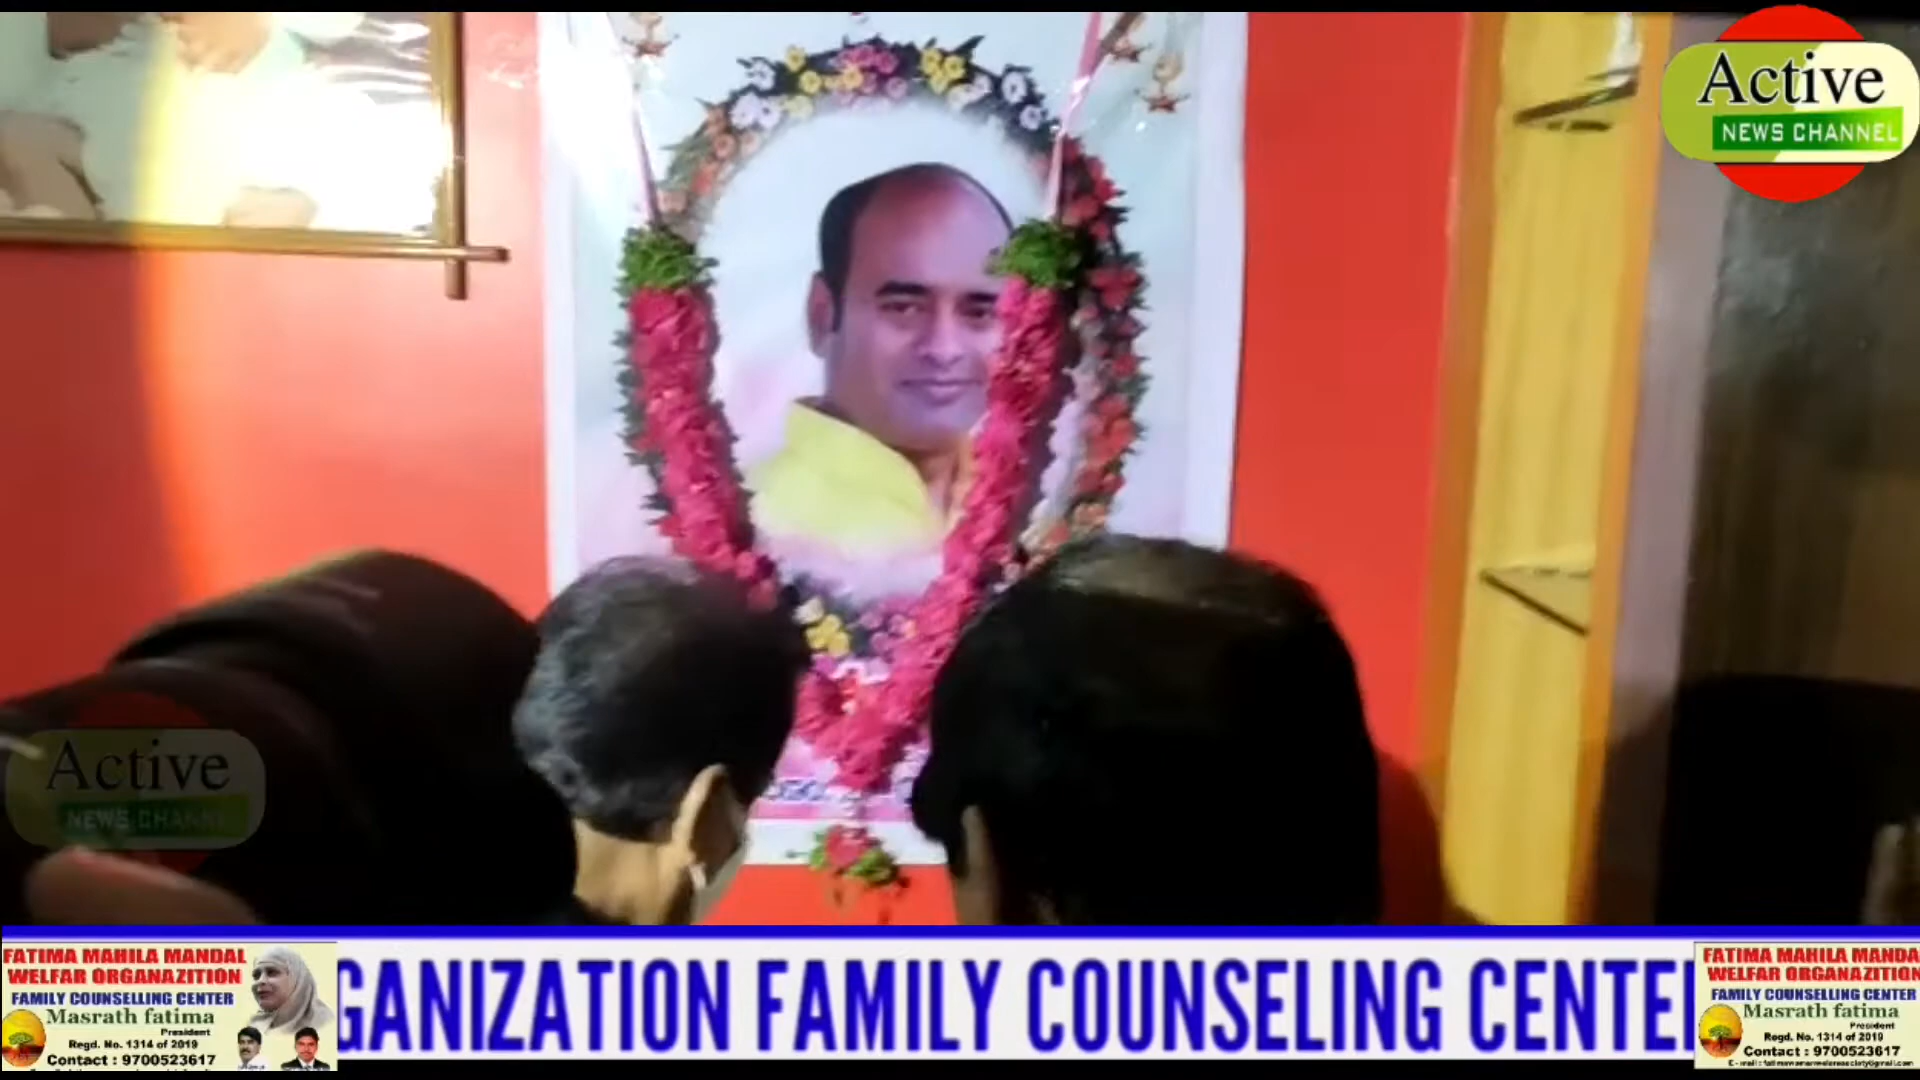 Active
NEWS CHANNEL
Active
NEWS CHANN
FATIMA MAHILA MANDAL
WELFAR ORGANAZITION
FAMILY COUNSELLING CENTER
Masrath fatima
President
Regd. No. 1314 of 2019
Contact : 9700523617
GANIZATION FAMILY COUNSELING CENTE
FATIMA MAHILA MANDA
WELFAR ORGANAZITION
FAMILY COUNSELLING CENTER
Masrath fatima
President
Regd. No. 1314 of 2019
Contact : 9700523617